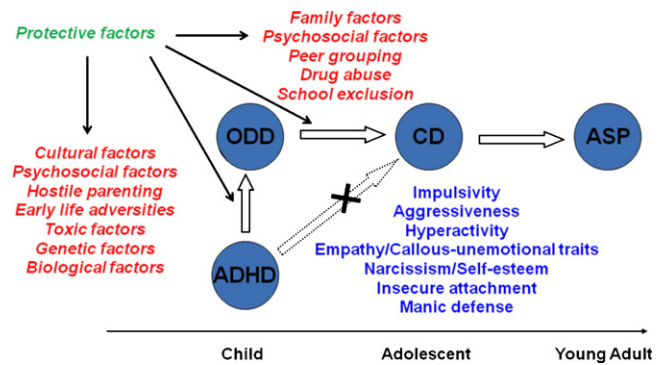 Protective factors
Family factors
Psychosocial factors
Peer grouping
Drug abuse
School exclusion
ODD
CD
ASP
Cultural factors
Psychosocial factors
Hostile parenting
Early life adversities
Toxic factors
Genetic factors
Biological factors
ADHD
Impulsivity
Aggressiveness
Hyperactivity
Empathy/Callous-unemotional traits
Narcissism/Self-esteem
Insecure attachment
Manic defense
Child
Adolescent
Young Adult